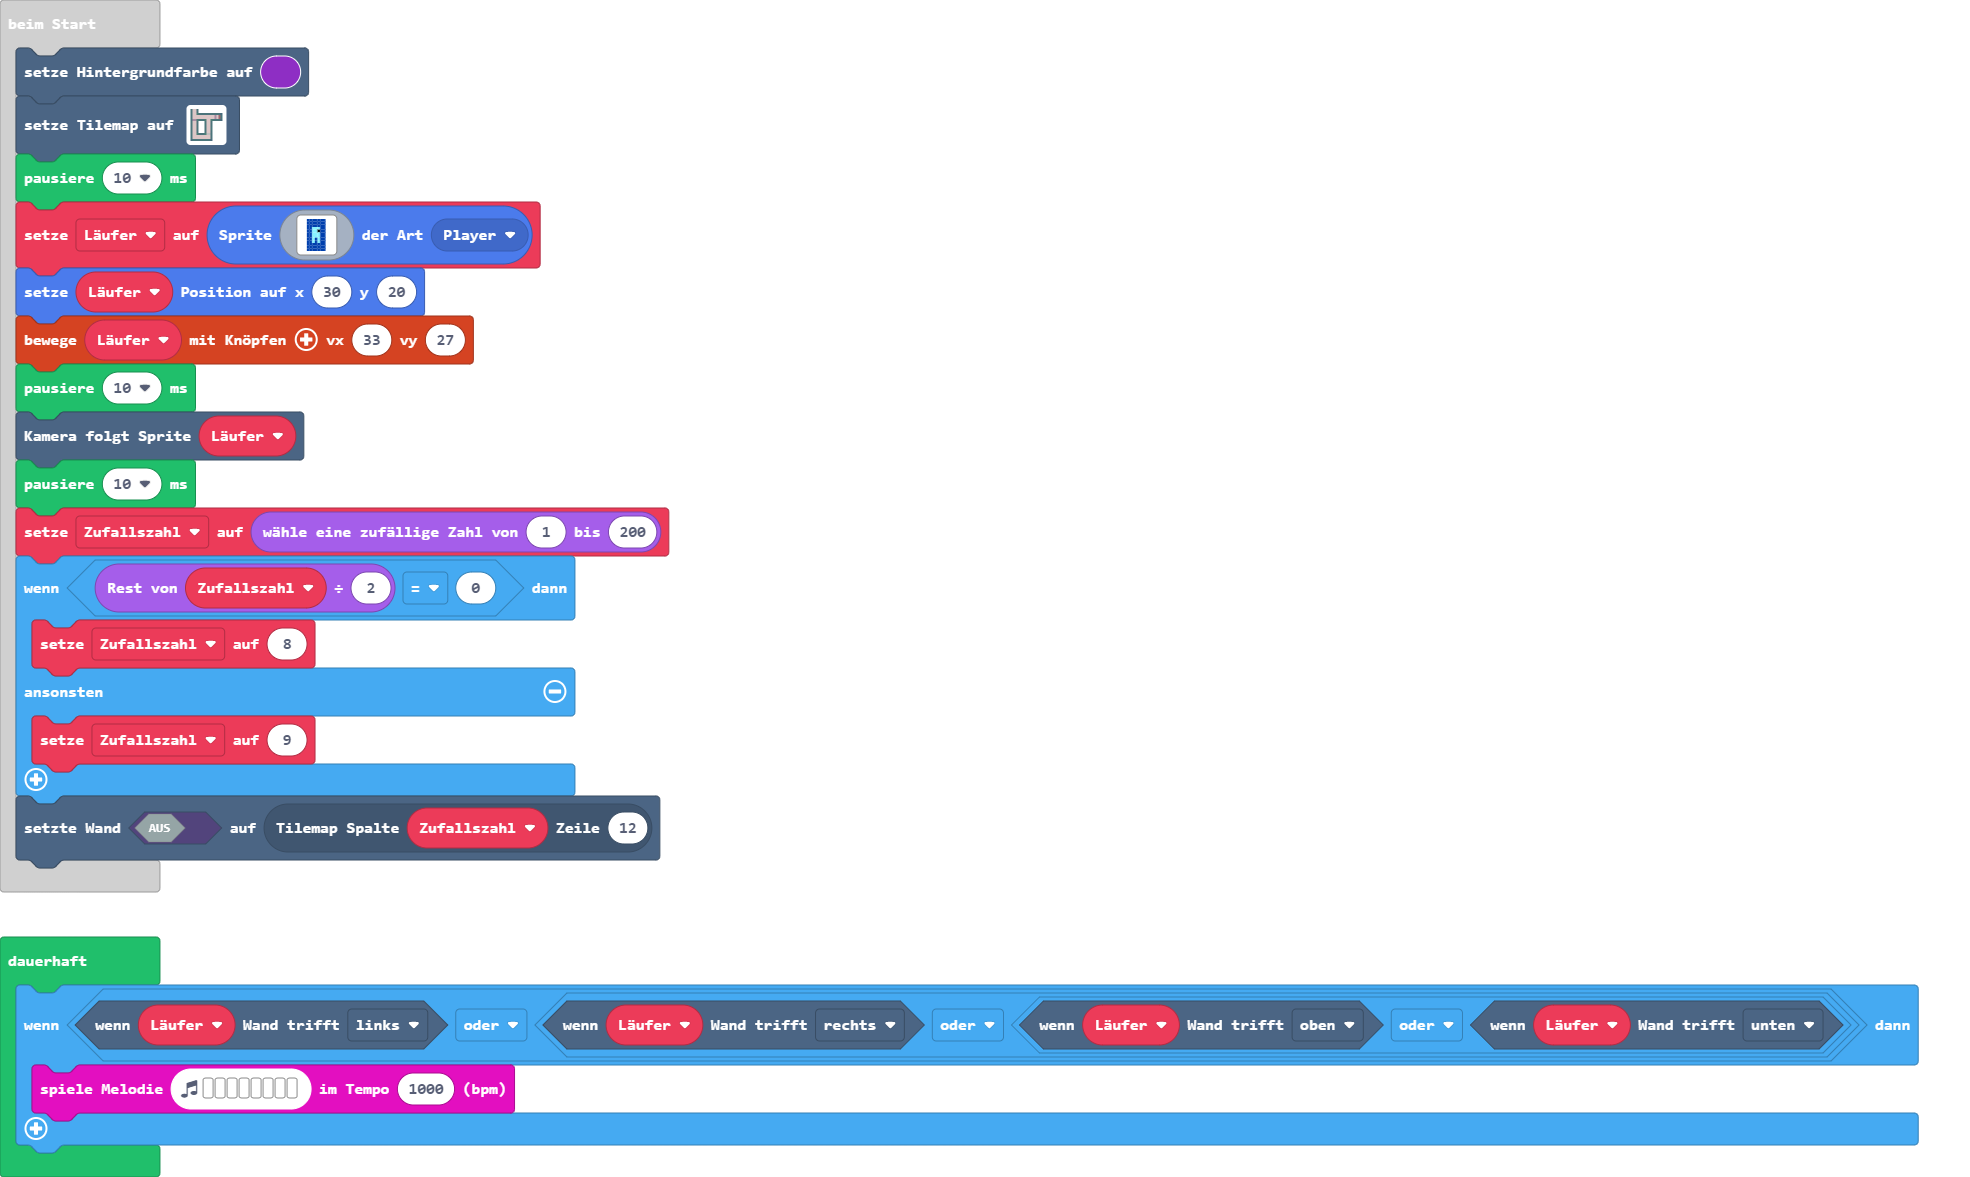 beim Start
setze Hintergrundfarbe auf
setze Tilemap auf
pausiere 10 ms
setze Läufer auf Sprite der Art Player
setze Läufer Position auf x 30 y 20
bewege Läufer mit Knöpfen vx 33 vy 27
pausiere 10 ms
Kamera folgt Sprite Läufer
pausiere 10 ms
setze Zufallszahl auf wähle eine zufällige Zahl von 1 bis 200
wenn Rest von Zufallszahl ÷ 2 = 0 dann
setze Zufallszahl auf 8
ansonsten
setze Zufallszahl auf 9
setzte Wand AUS auf Tilemap Spalte Zufallszahl Zeile 12
dauerhaft
wenn wenn Läufer Wand trifft links oder wenn Läufer Wand trifft rechts oder wenn Läufer Wand trifft oben oder wenn Läufer Wand trifft unten dann
spiele Melodie im Tempo 1000 (bpm)